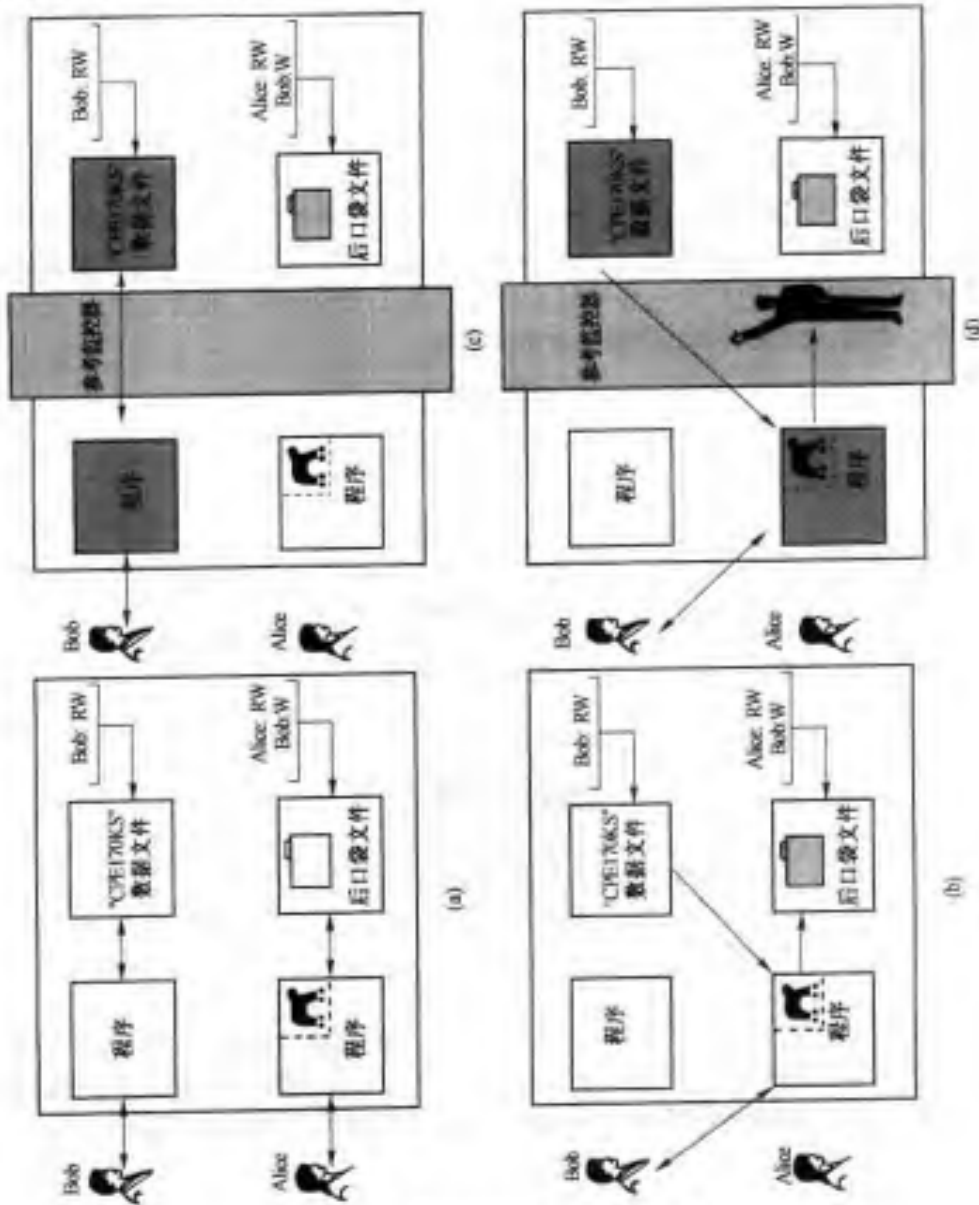 Bob
程序
"CPE170KS"
数据文件
Bob: RW
Alice
程序
后口袋文件
Alice: RW
Bob:W
(a)
Bob
程序
"CPE170KS"
数据文件
Bob: RW
Alice
程序
后口袋文件
Alice: RW
Bob:W
(b)
参考监控器
Bob
程序
"CPE170KS"
数据文件
Bob: RW
Alice
程序
后口袋文件
Alice: RW
Bob:W
(c)
参考监控器
Bob
程序
"CPE170KS"
数据文件
Bob: RW
Alice
程序
后口袋文件
Alice: RW
Bob:W
(d)